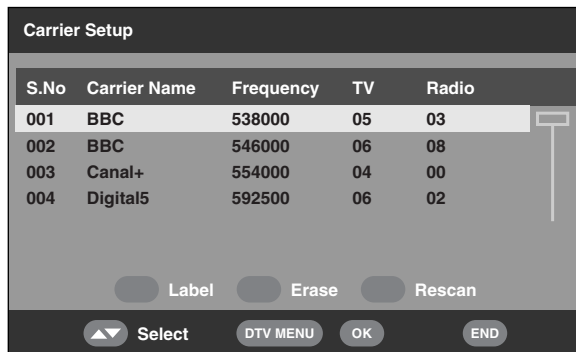 Carrier Setup
S.No Carrier Name Frequency TV Radio
001 BBC 538000 05 03
002 BBC 546000 06 08
003 Canal+ 554000 04 00
004 Digital5 592500 06 02
Label Erase Rescan
Select DTV MENU OK END